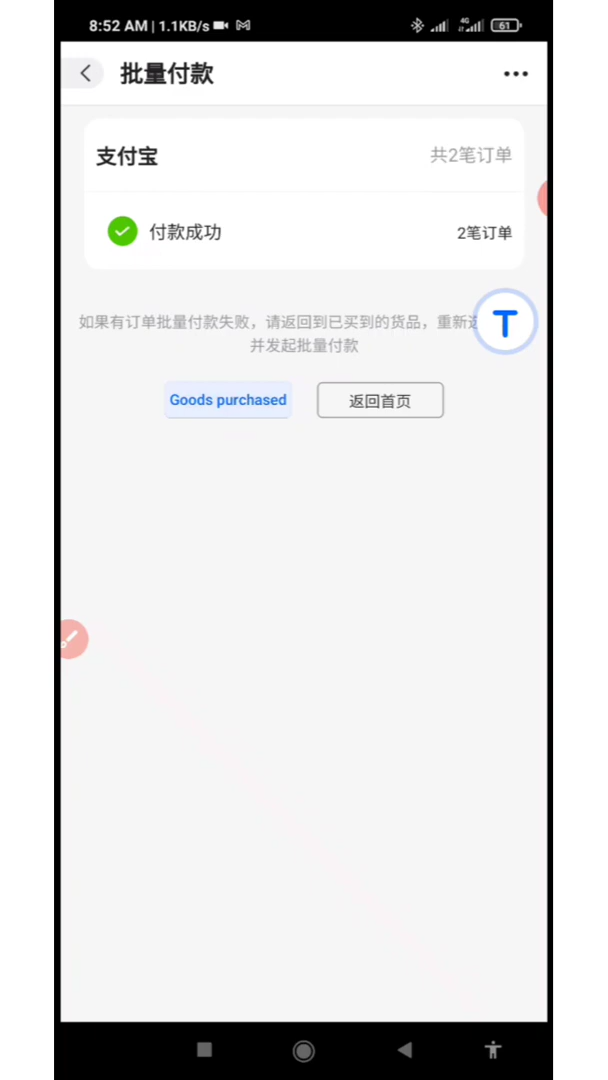 8:52 AM | 1.1KB/s
4G
61
批量付款
支付宝
共2笔订单
付款成功
2笔订单
如果有订单批量付款失败，请返回到已买到的货品，重新
并发起批量付款
T
Goods purchased
返回首页